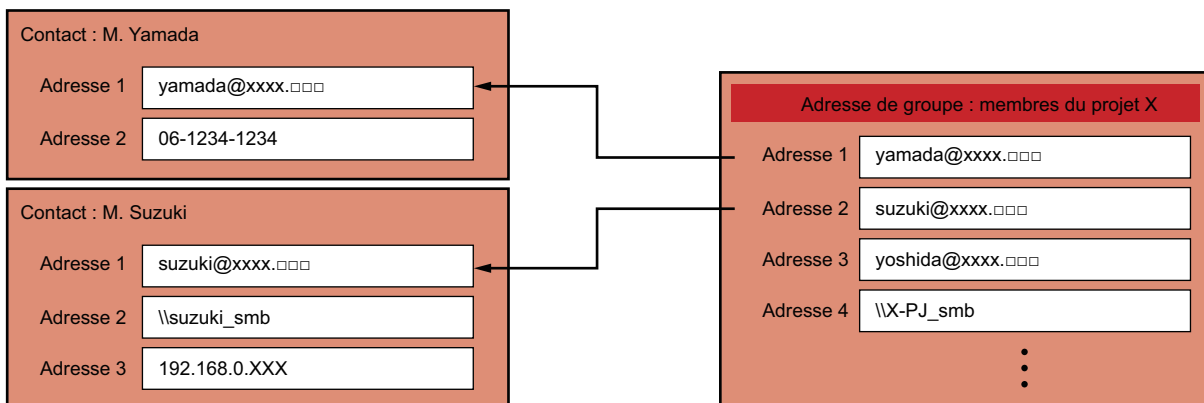 Contact : M. Yamada
Adresse 1 yamada@xxxx.□□□
Adresse 2 06-1234-1234
Contact : M. Suzuki
Adresse 1 suzuki@xxxx.□□□
Adresse 2 \\suzuki_smb
Adresse 3 192.168.0.XXX
Adresse de groupe : membres du projet X
Adresse 1 yamada@xxxx.□□□
Adresse 2 suzuki@xxxx.□□□
Adresse 3 yoshida@xxxx.□□□
Adresse 4 \\X-PJ_smb